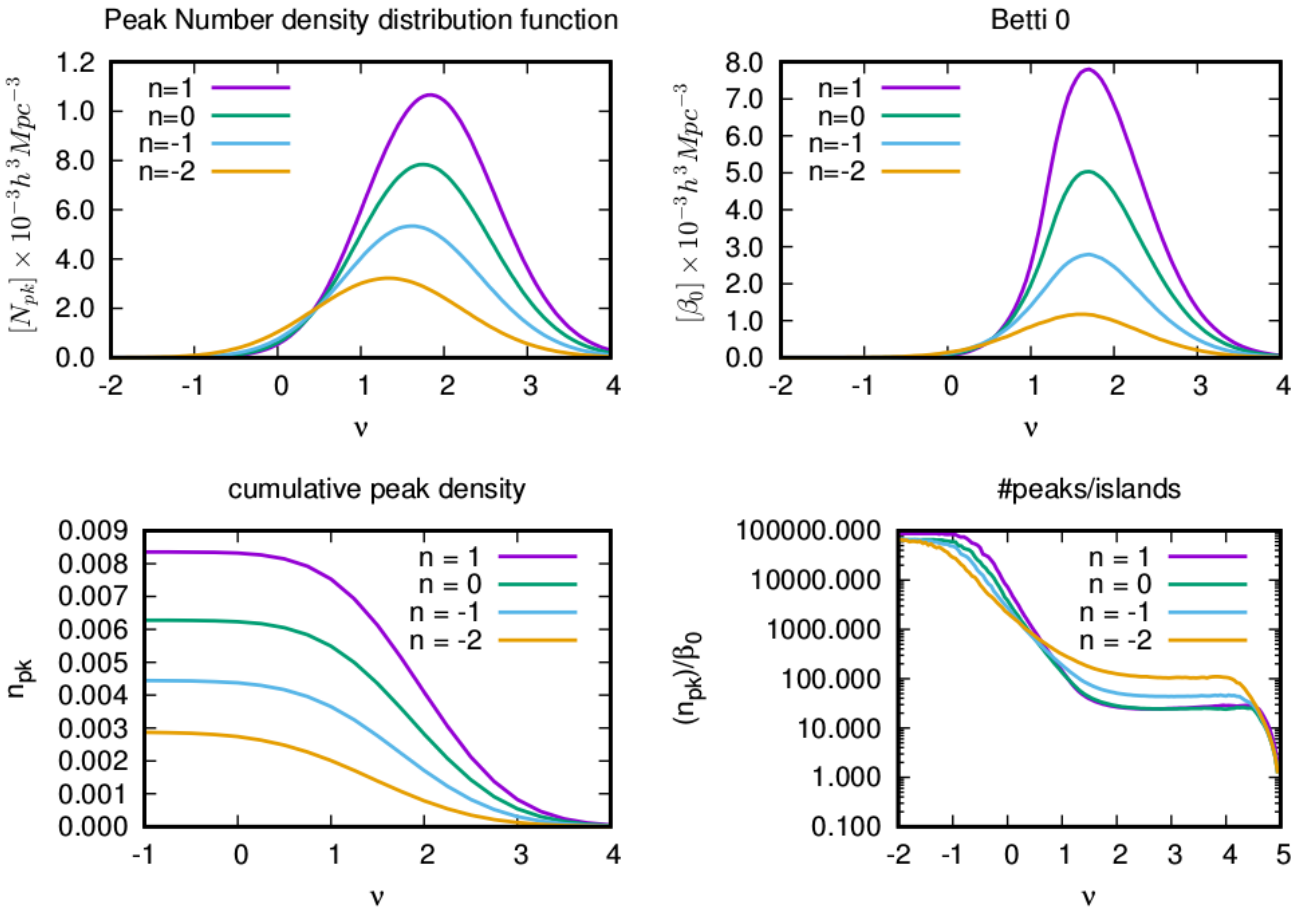 Peak Number density distribution function
[N_{pk}] × 10^{-3} h^3 Mpc^{-3}
1.2
1.0
8.0
6.0
4.0
2.0
0.0
n=1
n=0
n=-1
n=-2
-2 -1 0 1 2 3 4
ν
Betti 0
[β_0] × 10^{-3} h^3 Mpc^{-3}
8.0
7.0
6.0
5.0
4.0
3.0
2.0
1.0
0.0
n=1
n=0
n=-1
n=-2
-2 -1 0 1 2 3 4
ν
cumulative peak density
n_{pk}
0.009
0.008
0.007
0.006
0.005
0.004
0.003
0.002
0.001
0.000
n = 1
n = 0
n = -1
n = -2
-1 0 1 2 3 4
ν
#peaks/islands
(n_{pk})/β_0
100000.000
10000.000
1000.000
100.000
10.000
1.000
0.100
n = 1
n = 0
n = -1
n = -2
-2 -1 0 1 2 3 4 5
ν